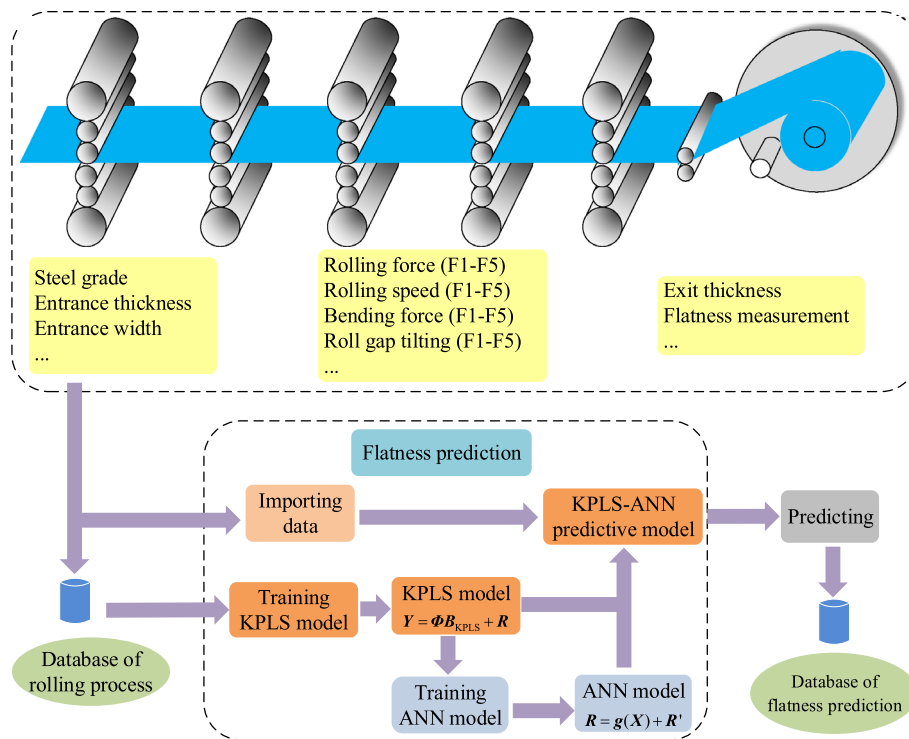 Steel grade
Entrance thickness
Entrance width
...
Rolling force (F1-F5)
Rolling speed (F1-F5)
Bending force (F1-F5)
Roll gap tilting (F1-F5)
...
Exit thickness
Flatness measurement
...
Flatness prediction
Importing
data
KPLS-ANN
predictive model
Predicting
Training
KPLS model
KPLS model
Y = ΦB_KPLS + R
Database of
rolling process
Training
ANN model
ANN model
R = g(X) + R'
Database of
flatness prediction